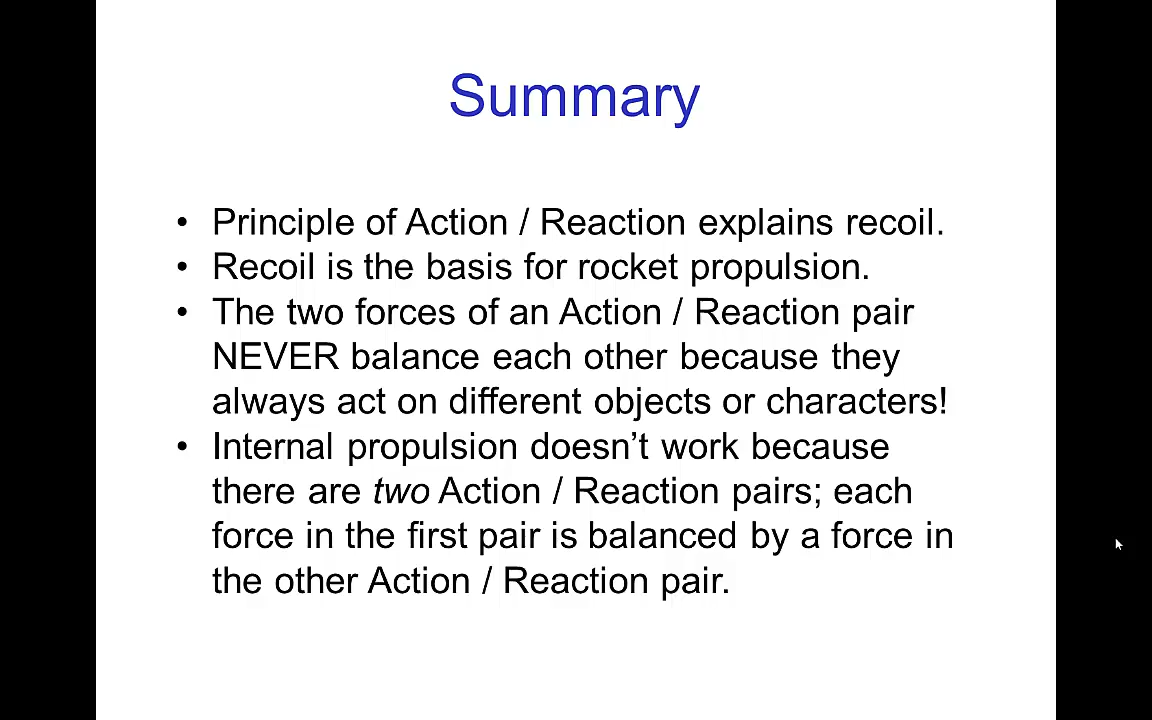 Summary
• Principle of Action / Reaction explains recoil.
• Recoil is the basis for rocket propulsion.
• The two forces of an Action / Reaction pair
NEVER balance each other because they
always act on different objects or characters!
• Internal propulsion doesn’t work because
there are two Action / Reaction pairs; each
force in the first pair is balanced by a force in
the other Action / Reaction pair.